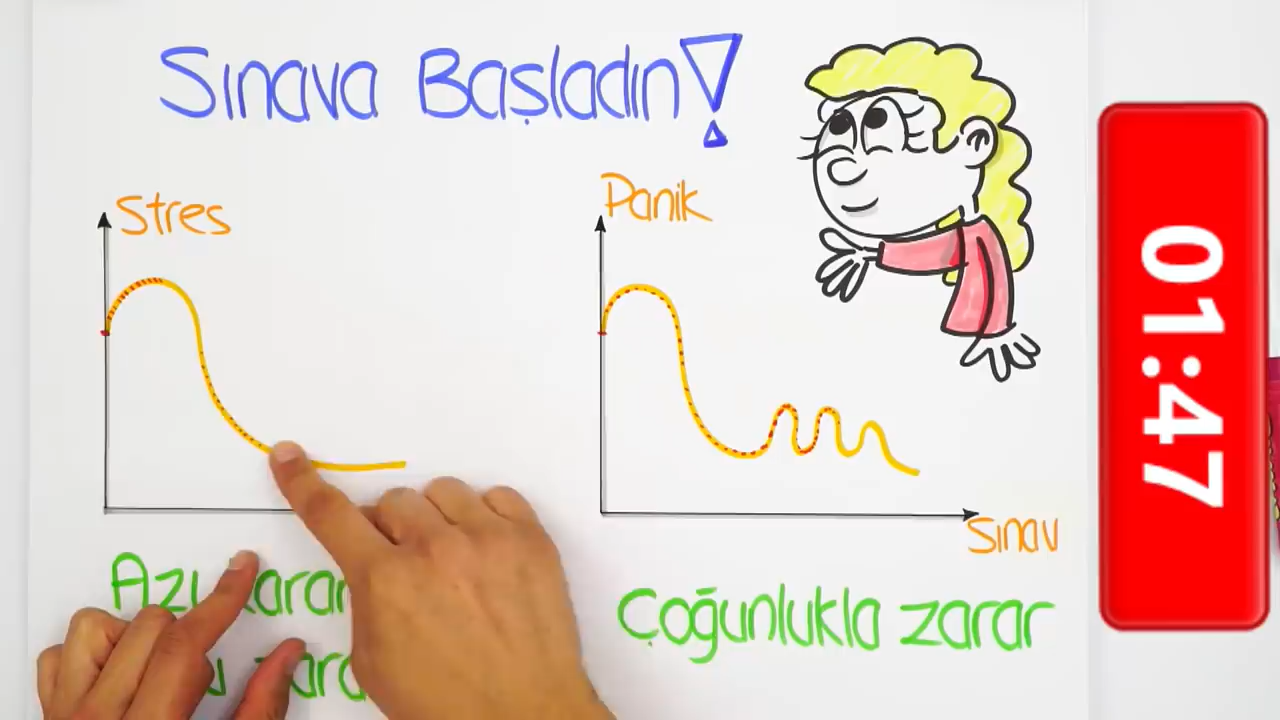 Sınava Başladın!
Stres
Panik
Sınav
Çoğunlukla zarar
01:47